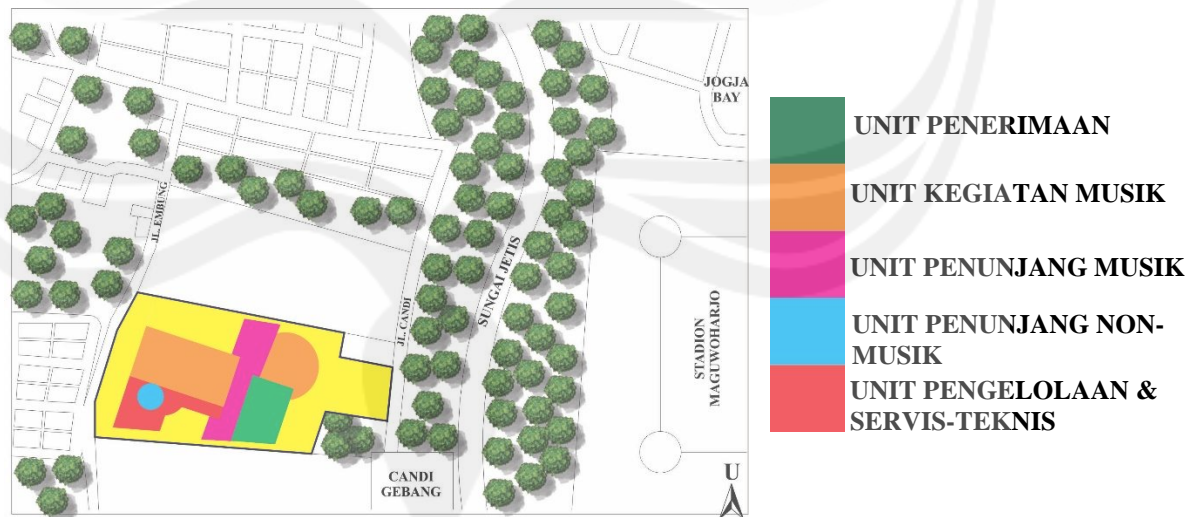 JOGJA
BAY
JL. EMBUNG
SUNGAI JETIS
JL. CANDI
STADION
MAGUWOHARJO
CANDI
GEBANG
U
UNIT PENERIMAAN
UNIT KEGIATAN MUSIK
UNIT PENUNJANG MUSIK
UNIT PENUNJANG NON-
MUSIK
UNIT PENGELOLAAN &
SERVIS-TEKNIS